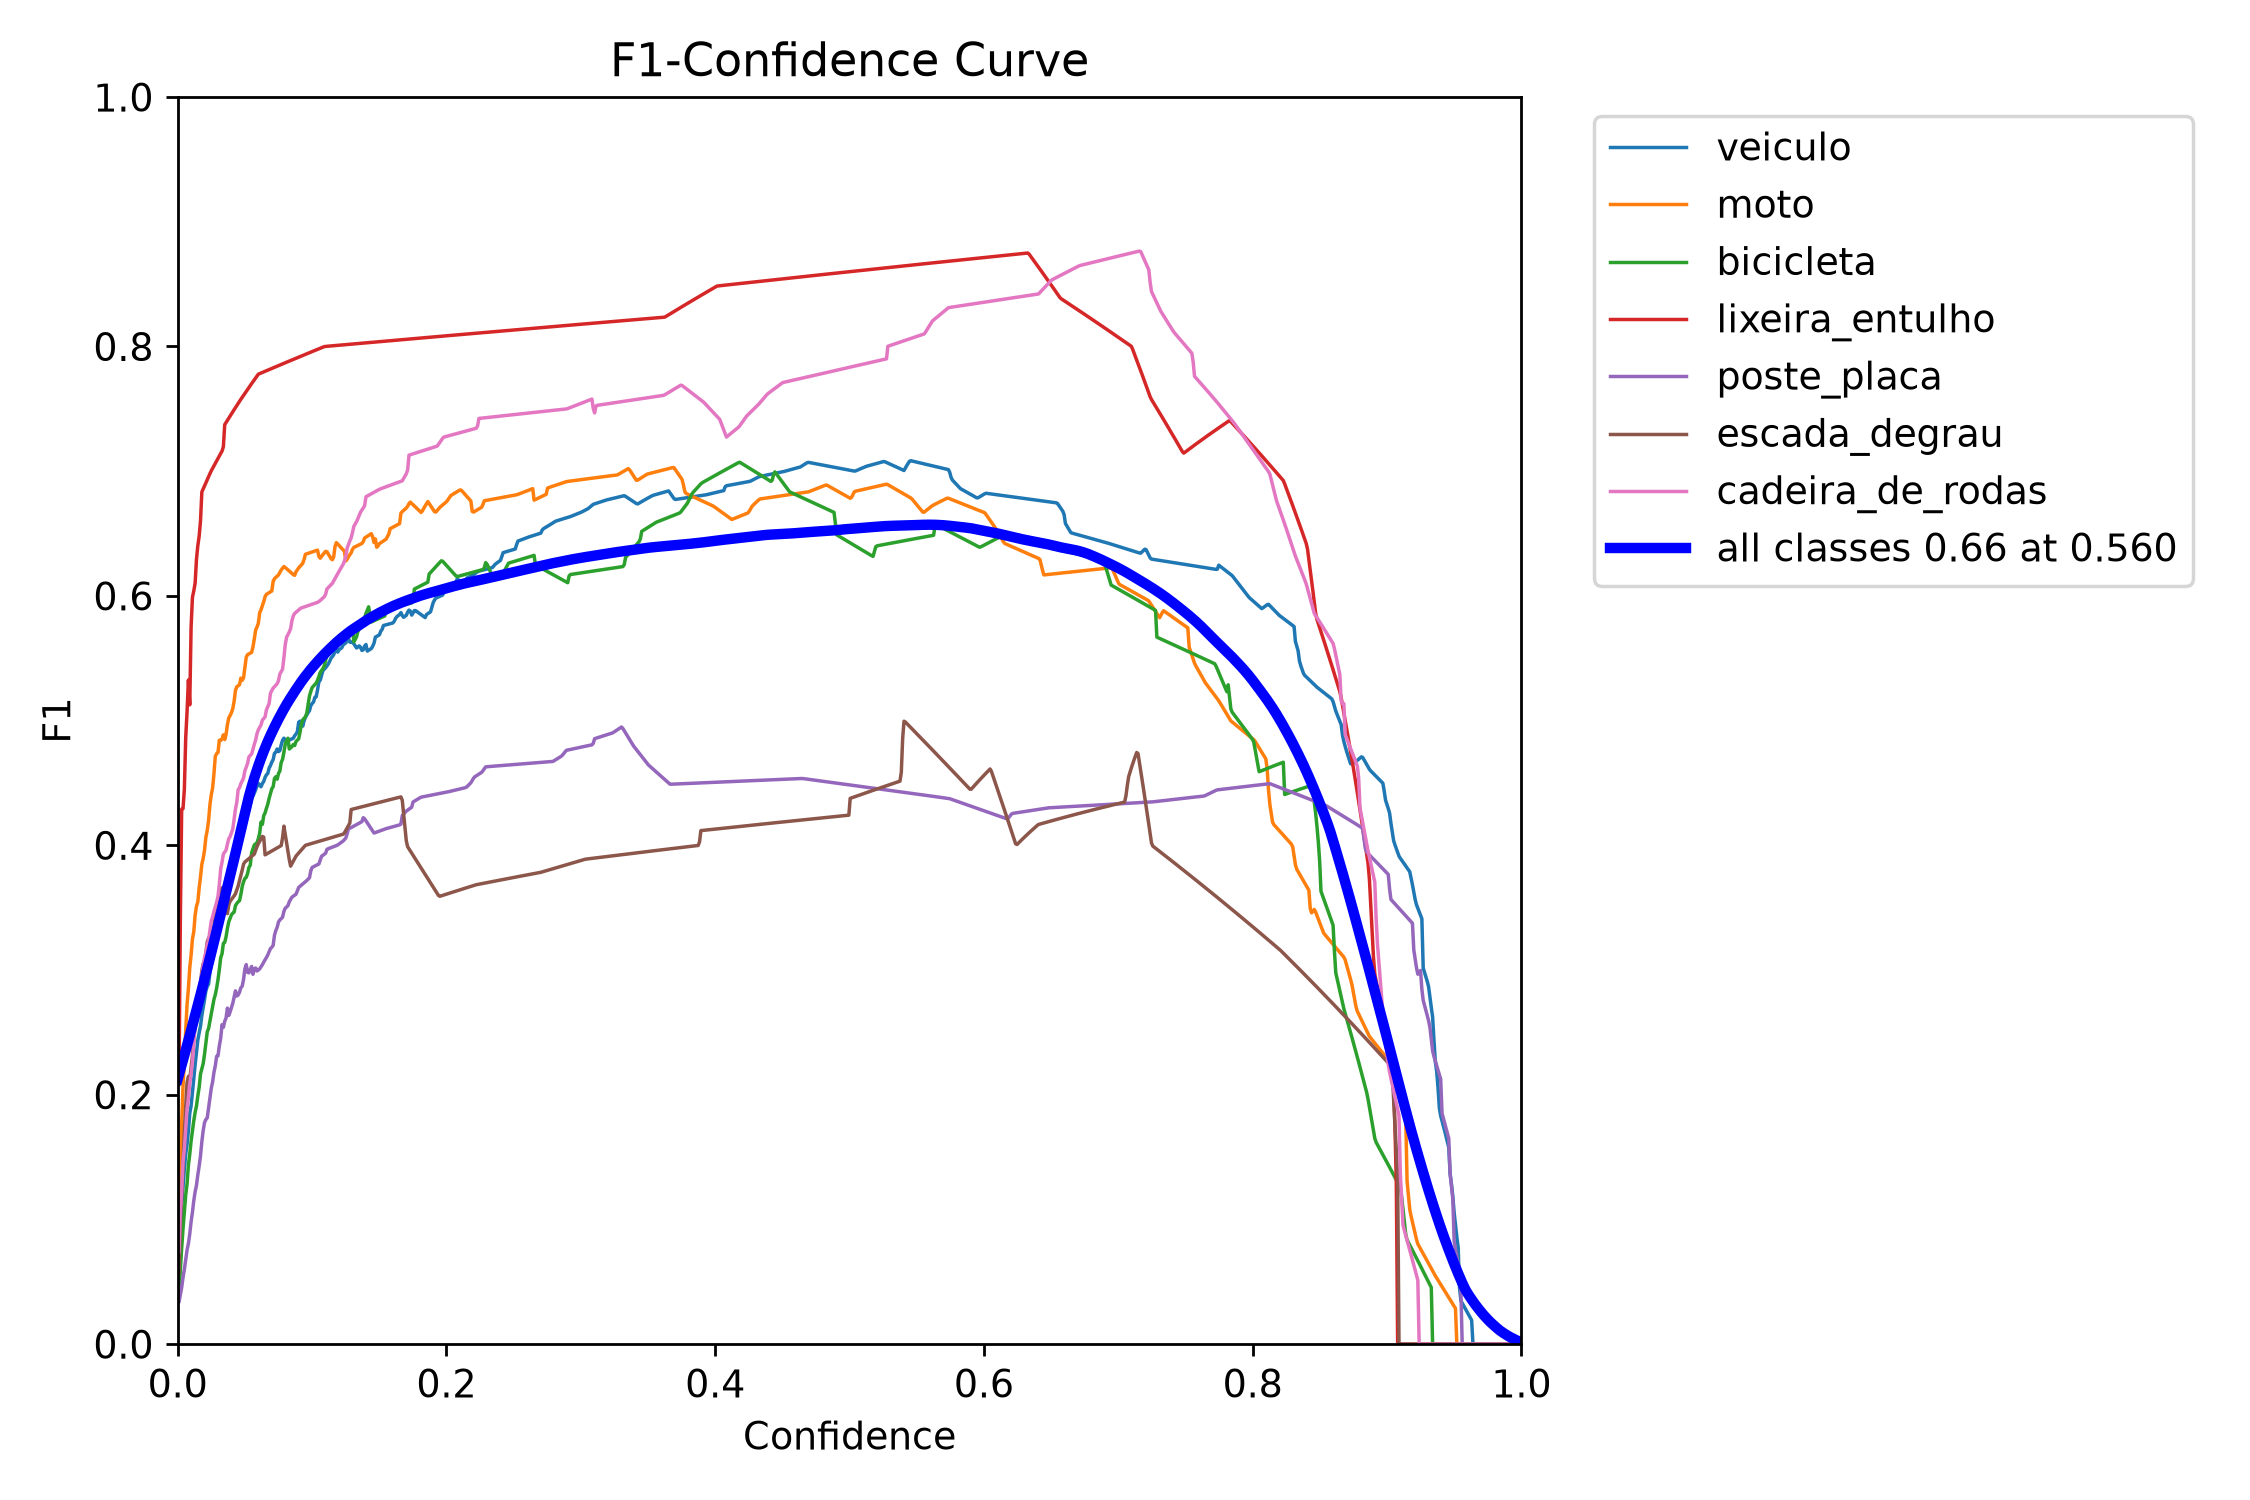 F1-Confidence Curve
1.0
0.8
0.6
0.4
0.2
0.0
F1
0.0 0.2 0.4 0.6 0.8 1.0
Confidence
veiculo
moto
bicicleta
lixeira_entulho
poste_placa
escada_degrau
cadeira_de_rodas
all classes 0.66 at 0.560